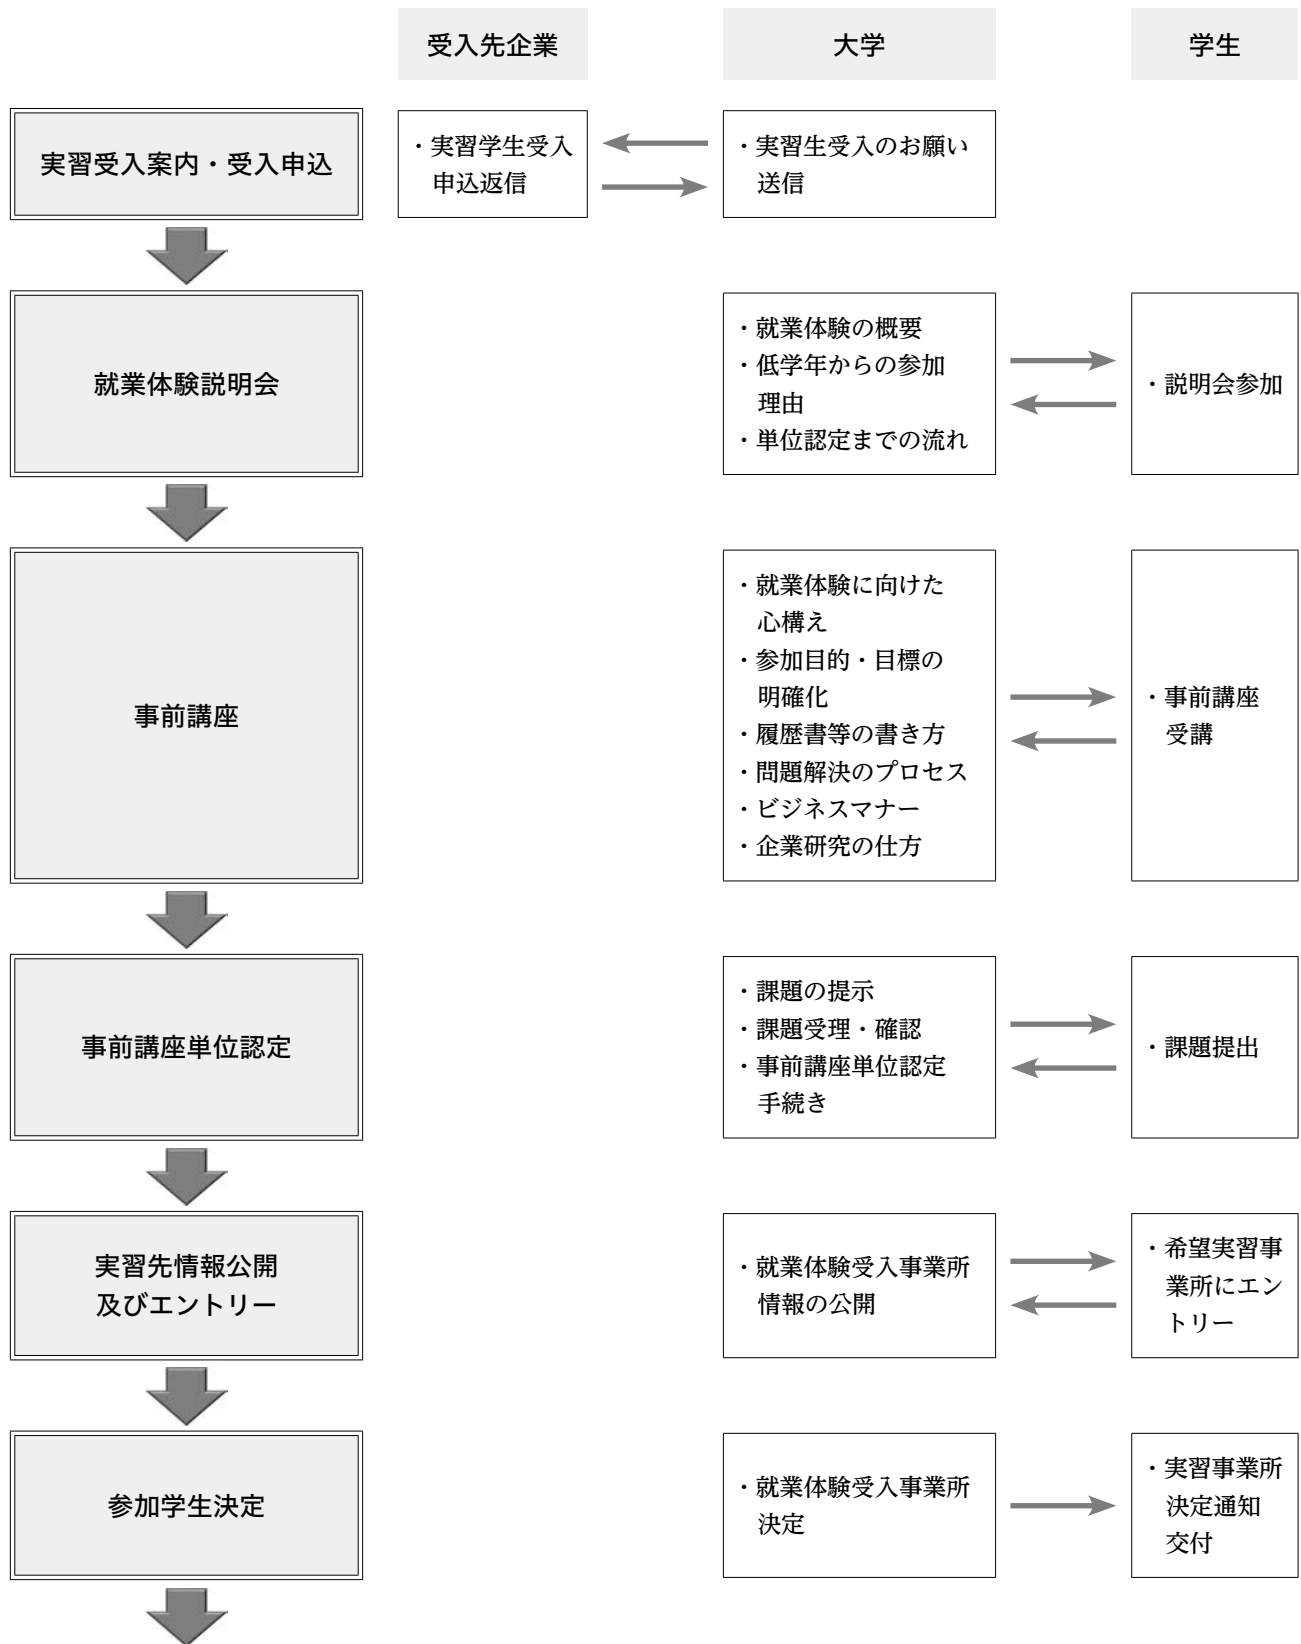 受入先企業
大学
学生
実習受入案内・受入申込
・実習学生受入
申込返信
・実習生受入のお願い
送信
就業体験説明会
・就業体験の概要
・低学年からの参加
理由
・単位認定までの流れ
・説明会参加
事前講座
・就業体験に向けた
心構え
・参加目的・目標の
明確化
・履歴書等の書き方
・問題解決のプロセス
・ビジネスマナー
・企業研究の仕方
・事前講座
受講
事前講座単位認定
・課題の提示
・課題受理・確認
・事前講座単位認定
手続き
・課題提出
実習先情報公開
及びエントリー
・就業体験受入事業所
情報の公開
・希望実習事
業所にエン
トリー
参加学生決定
・就業体験受入事業所
決定
・実習事業所
決定通知
交付